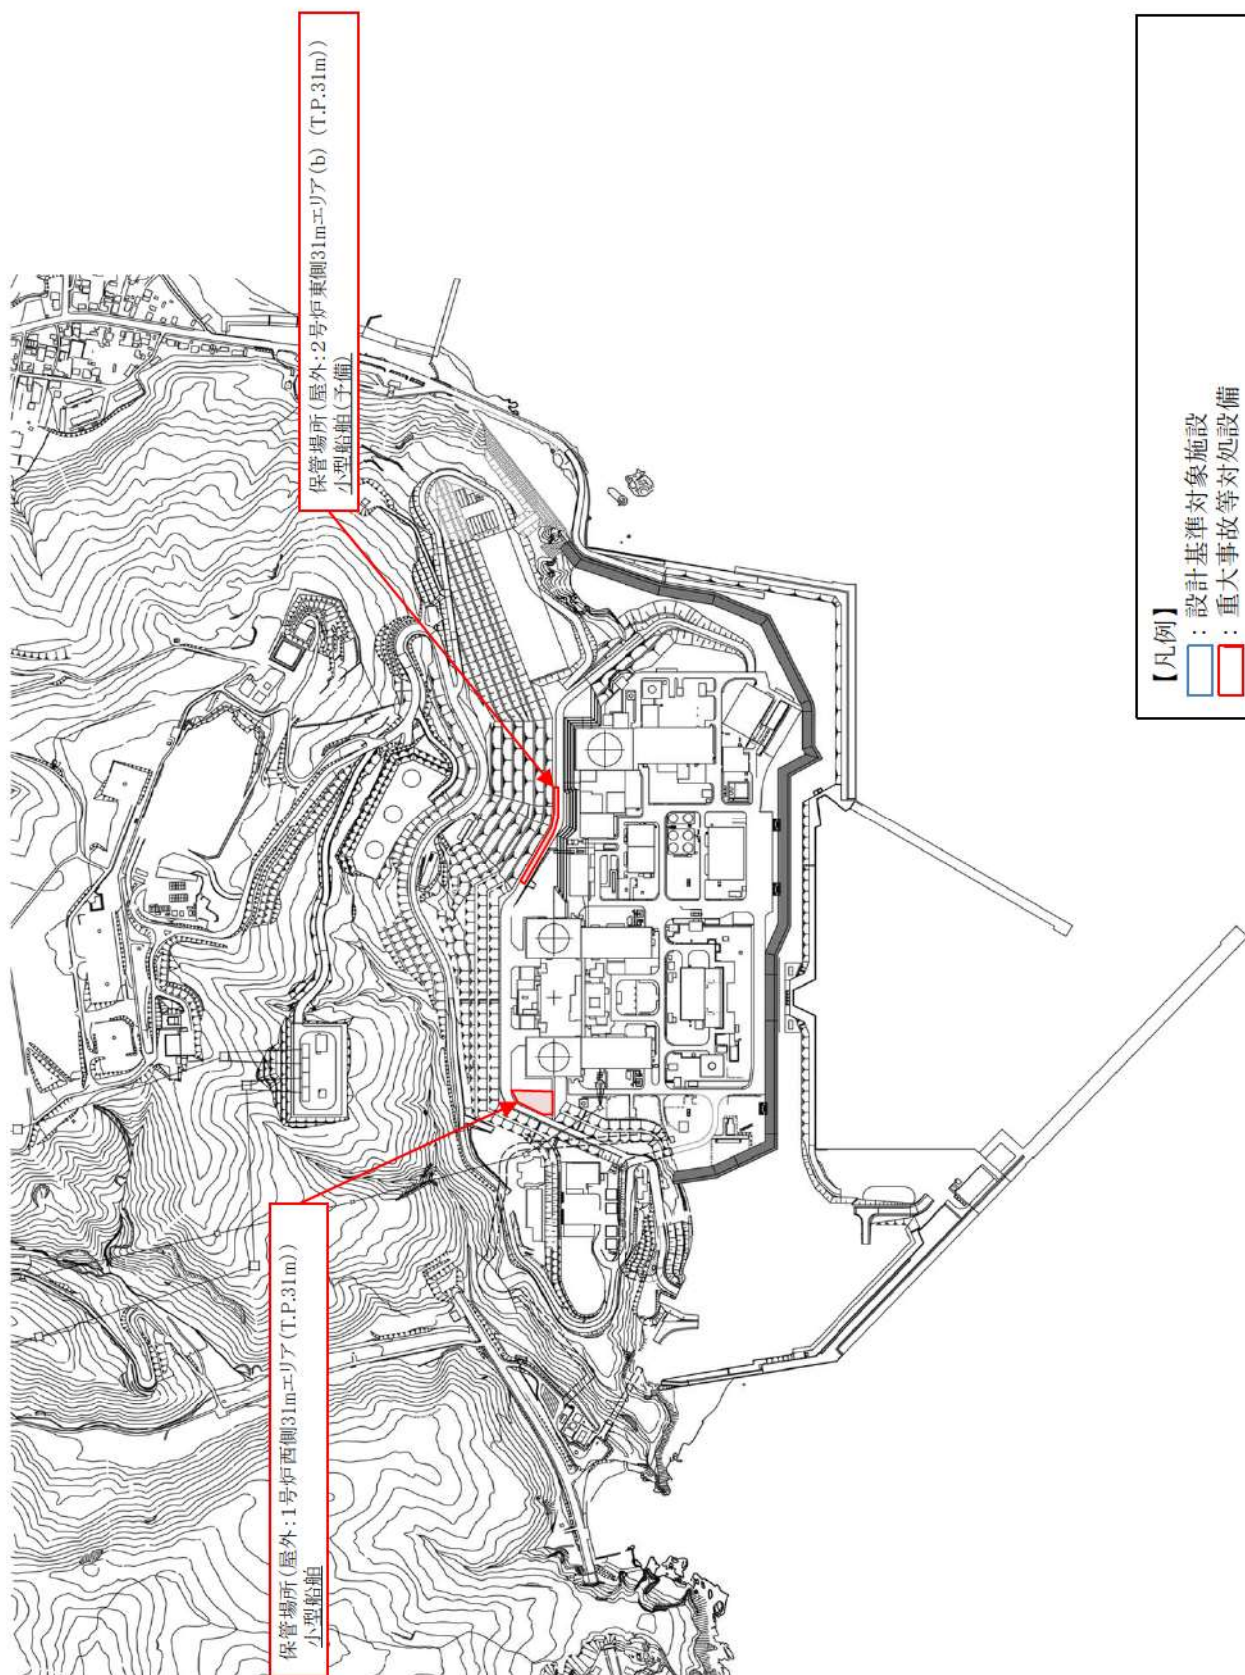 保管場所(屋外:1号炉西側31mエリア(T.P.31m))
小型船舶
保管場所(屋外:2号炉東側31mエリア(b) (T.P.31m))
小型船舶(予備)
【凡例】
:設計基準対象施設
:重大事故等対処設備